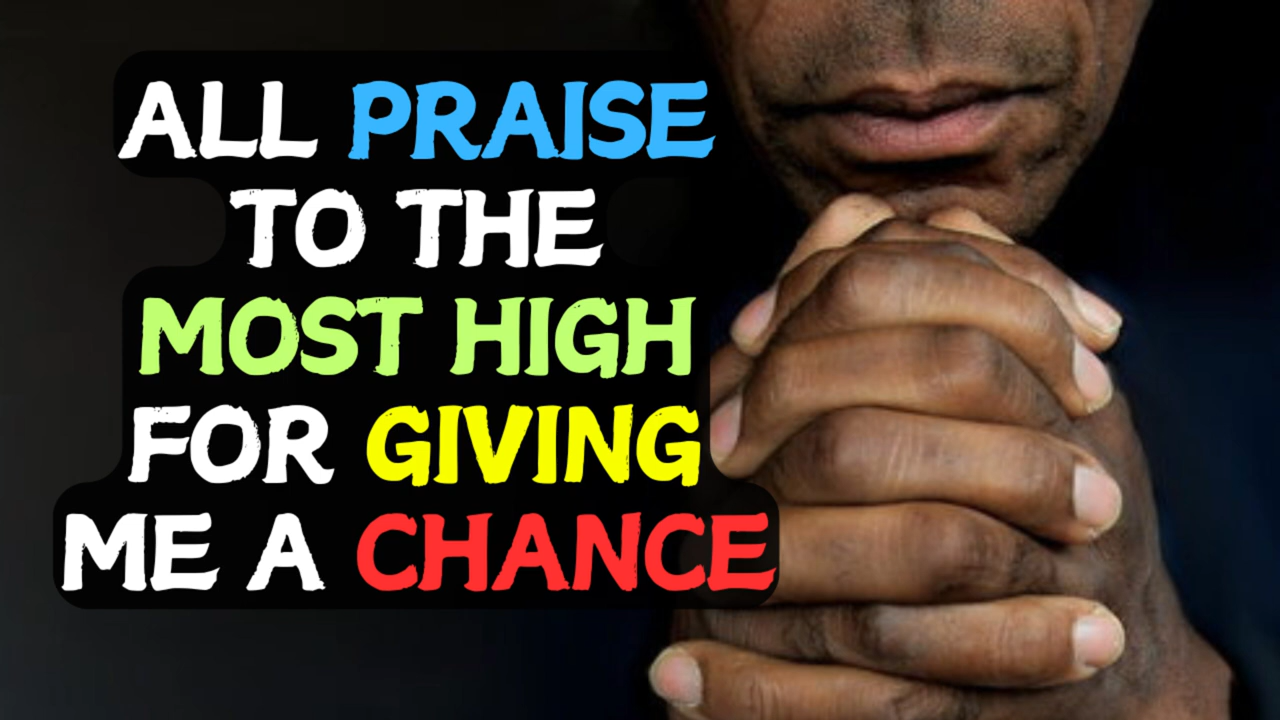 ALL PRAISE
TO THE
MOST HIGH
FOR GIVING
ME A CHANCE